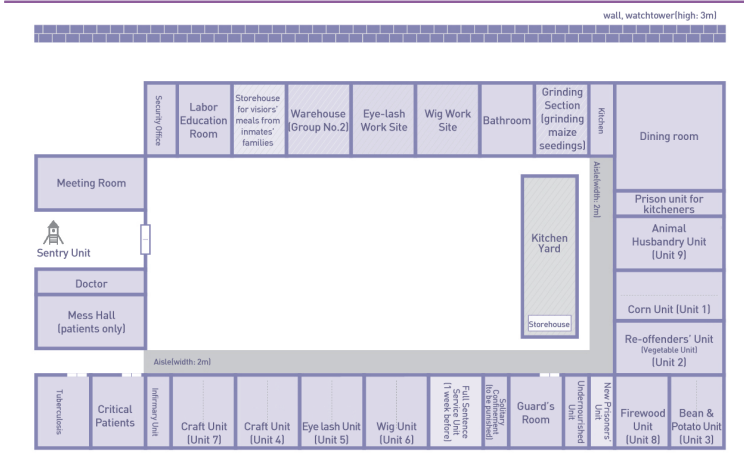 wall, watchtower(high: 3m)
Security Office
Labor
Education
Room
Storehouse
for visiors'
meals from
inmates'
families
Warehouse
(Group No.2)
Eye-lash
Work Site
Wig Work
Site
Bathroom
Grinding
Section
(grinding
maize
seedings)
Kitchen
Dining room
Meeting Room
Sentry Unit
Doctor
Mess Hall
(patients only)
Aisle(width: 2m)
Kitchen
Yard
Storehouse
Prison unit for
kitcheners
Animal
Husbandry Unit
(Unit 9)
Corn Unit (Unit 1)
Re-offenders' Unit
(Vegetable Unit)
(Unit 2)
Aisle(width: 2m)
Tuberculosis
Critical
Patients
Infirmary Unit
Craft Unit
(Unit 7)
Craft Unit
(Unit 4)
Eye lash Unit
(Unit 5)
Wig Unit
(Unit 6)
Full Sentence
Service Unit
(1 week before)
Solitary
Confinement
(to be punished)
Guard's
Room
Undernourished
Unit
New Prisoners'
Unit
Firewood
Unit
(Unit 8)
Bean &
Potato Unit
(Unit 3)